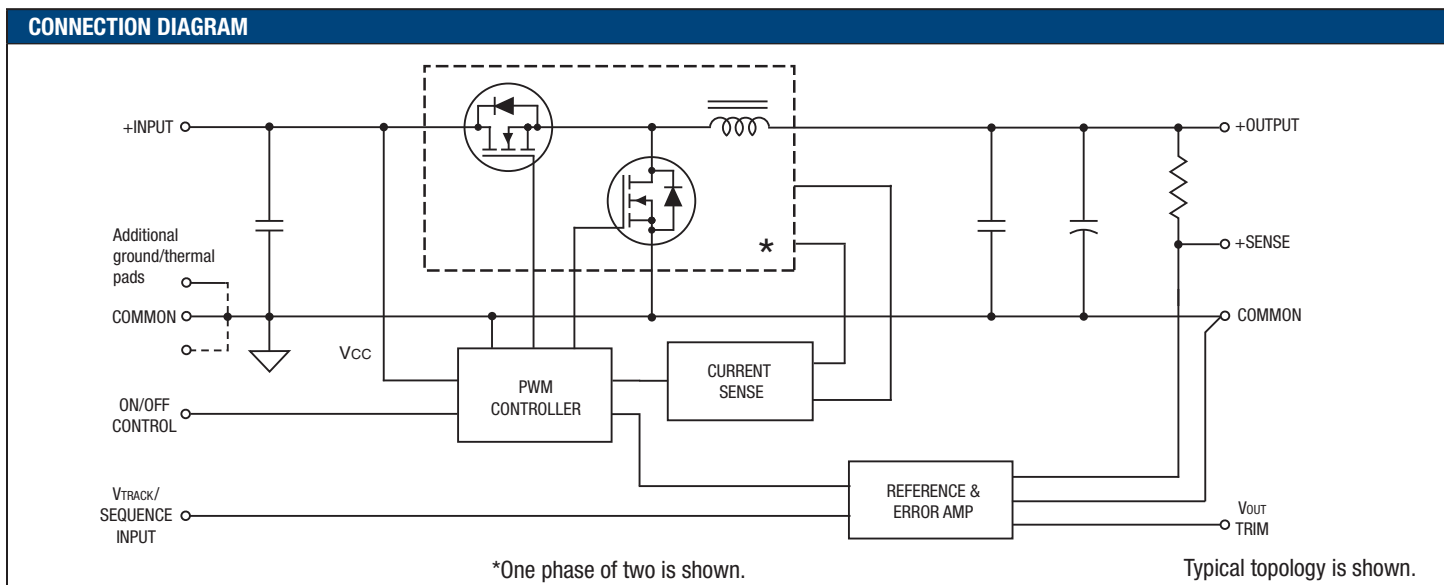 CONNECTION DIAGRAM
+INPUT
+OUTPUT
Additional
ground/thermal
pads
*
+SENSE
COMMON
COMMON
VCC
PWM
CONTROLLER
CURRENT
SENSE
ON/OFF
CONTROL
VTRACK/
SEQUENCE
INPUT
REFERENCE &
ERROR AMP
VOUT
TRIM
*One phase of two is shown.
Typical topology is shown.